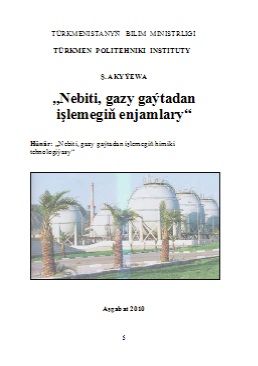 TÜRKMENISTANYŇ BILIM MINISTRLIGI
TÜRKMEN POLITEHNIKI INSTITUTY
Ş. AKYÝEWA
„Nebiti, gazy gaýtadan
işlemegiň enjamlary“
Hünär: „Nebiti, gazy gaýtadan işlemegiň himiki
tehnologiýasy“
Aşgabat 2010
5